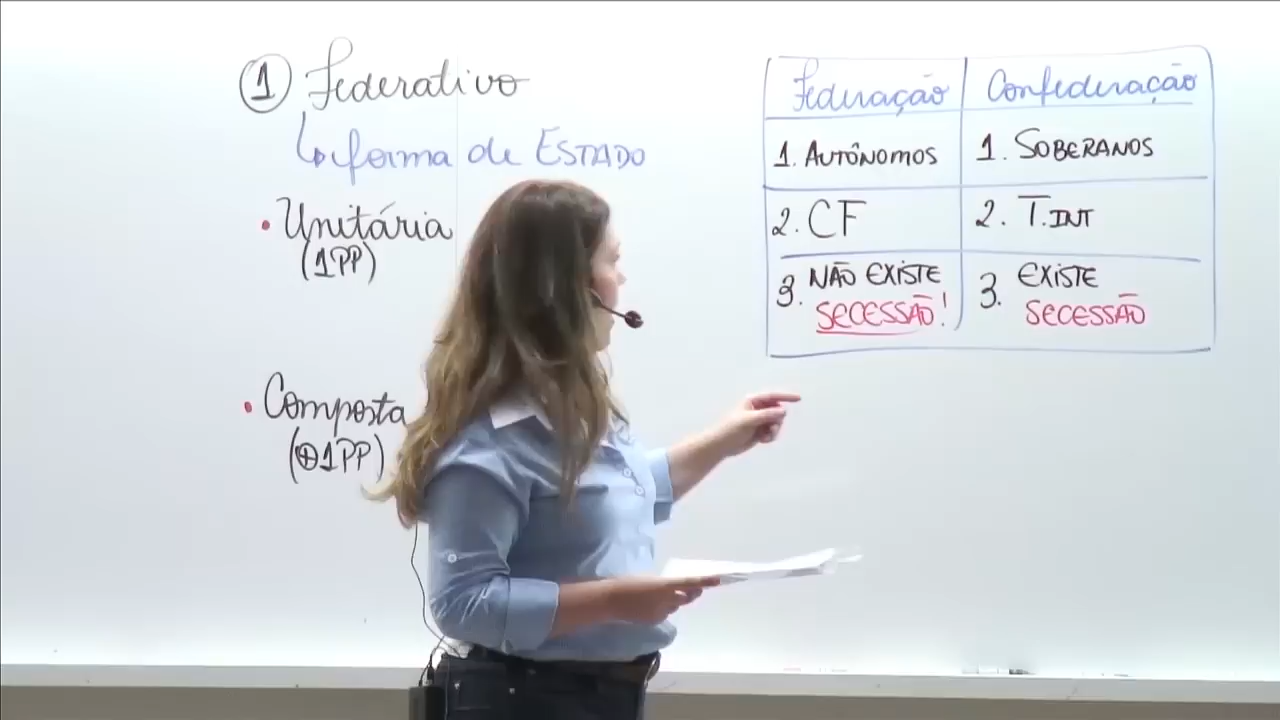 1 Federativo
forma de ESTADO
• Unitária
(1PP)
• Composta
(⊕1PP)
Federação
Confederação
1. AUTÔNOMOS
1. SOBERANOS
2. CF
2. T.INT
3. NÃO EXISTE
SECESSÃO!
3. EXISTE
SECESSÃO